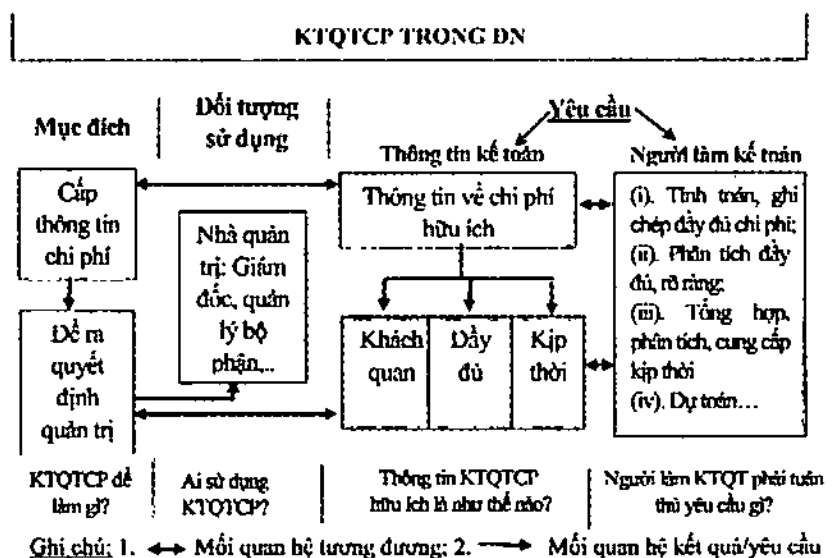 KTQTCP TRONG DN
Mục đích
Đối tượng
sử dụng
Yêu cầu
Thông tin kế toán
Người làm kế toán
Cấp
thông tin
chi phí
Nhà quản
trị: Giám
đốc, quản
lý bộ
phận,..
Thông tin về chi phí
hữu ích
(i). Tính toán, ghi
chép đầy đủ chi phí;
(ii). Phân tích đầy
đủ, rõ ràng;
(iii). Tổng hợp,
phân tích, cung cấp
kịp thời
(iv). Dự toán…
Để ra
quyết
định
quản trị
Khách
quan
Đầy
đủ
Kịp
thời
KTQTCP để
làm gì?
Ai sử dụng
KTQTCP?
Thông tin KTQTCP
hữu ích là như thế nào?
Người làm KTQT phải tuân
thủ yêu cầu gì?
Ghi chú: 1. ↔ Mối quan hệ tương đương; 2. → Mối quan hệ kết quả/yêu cầu